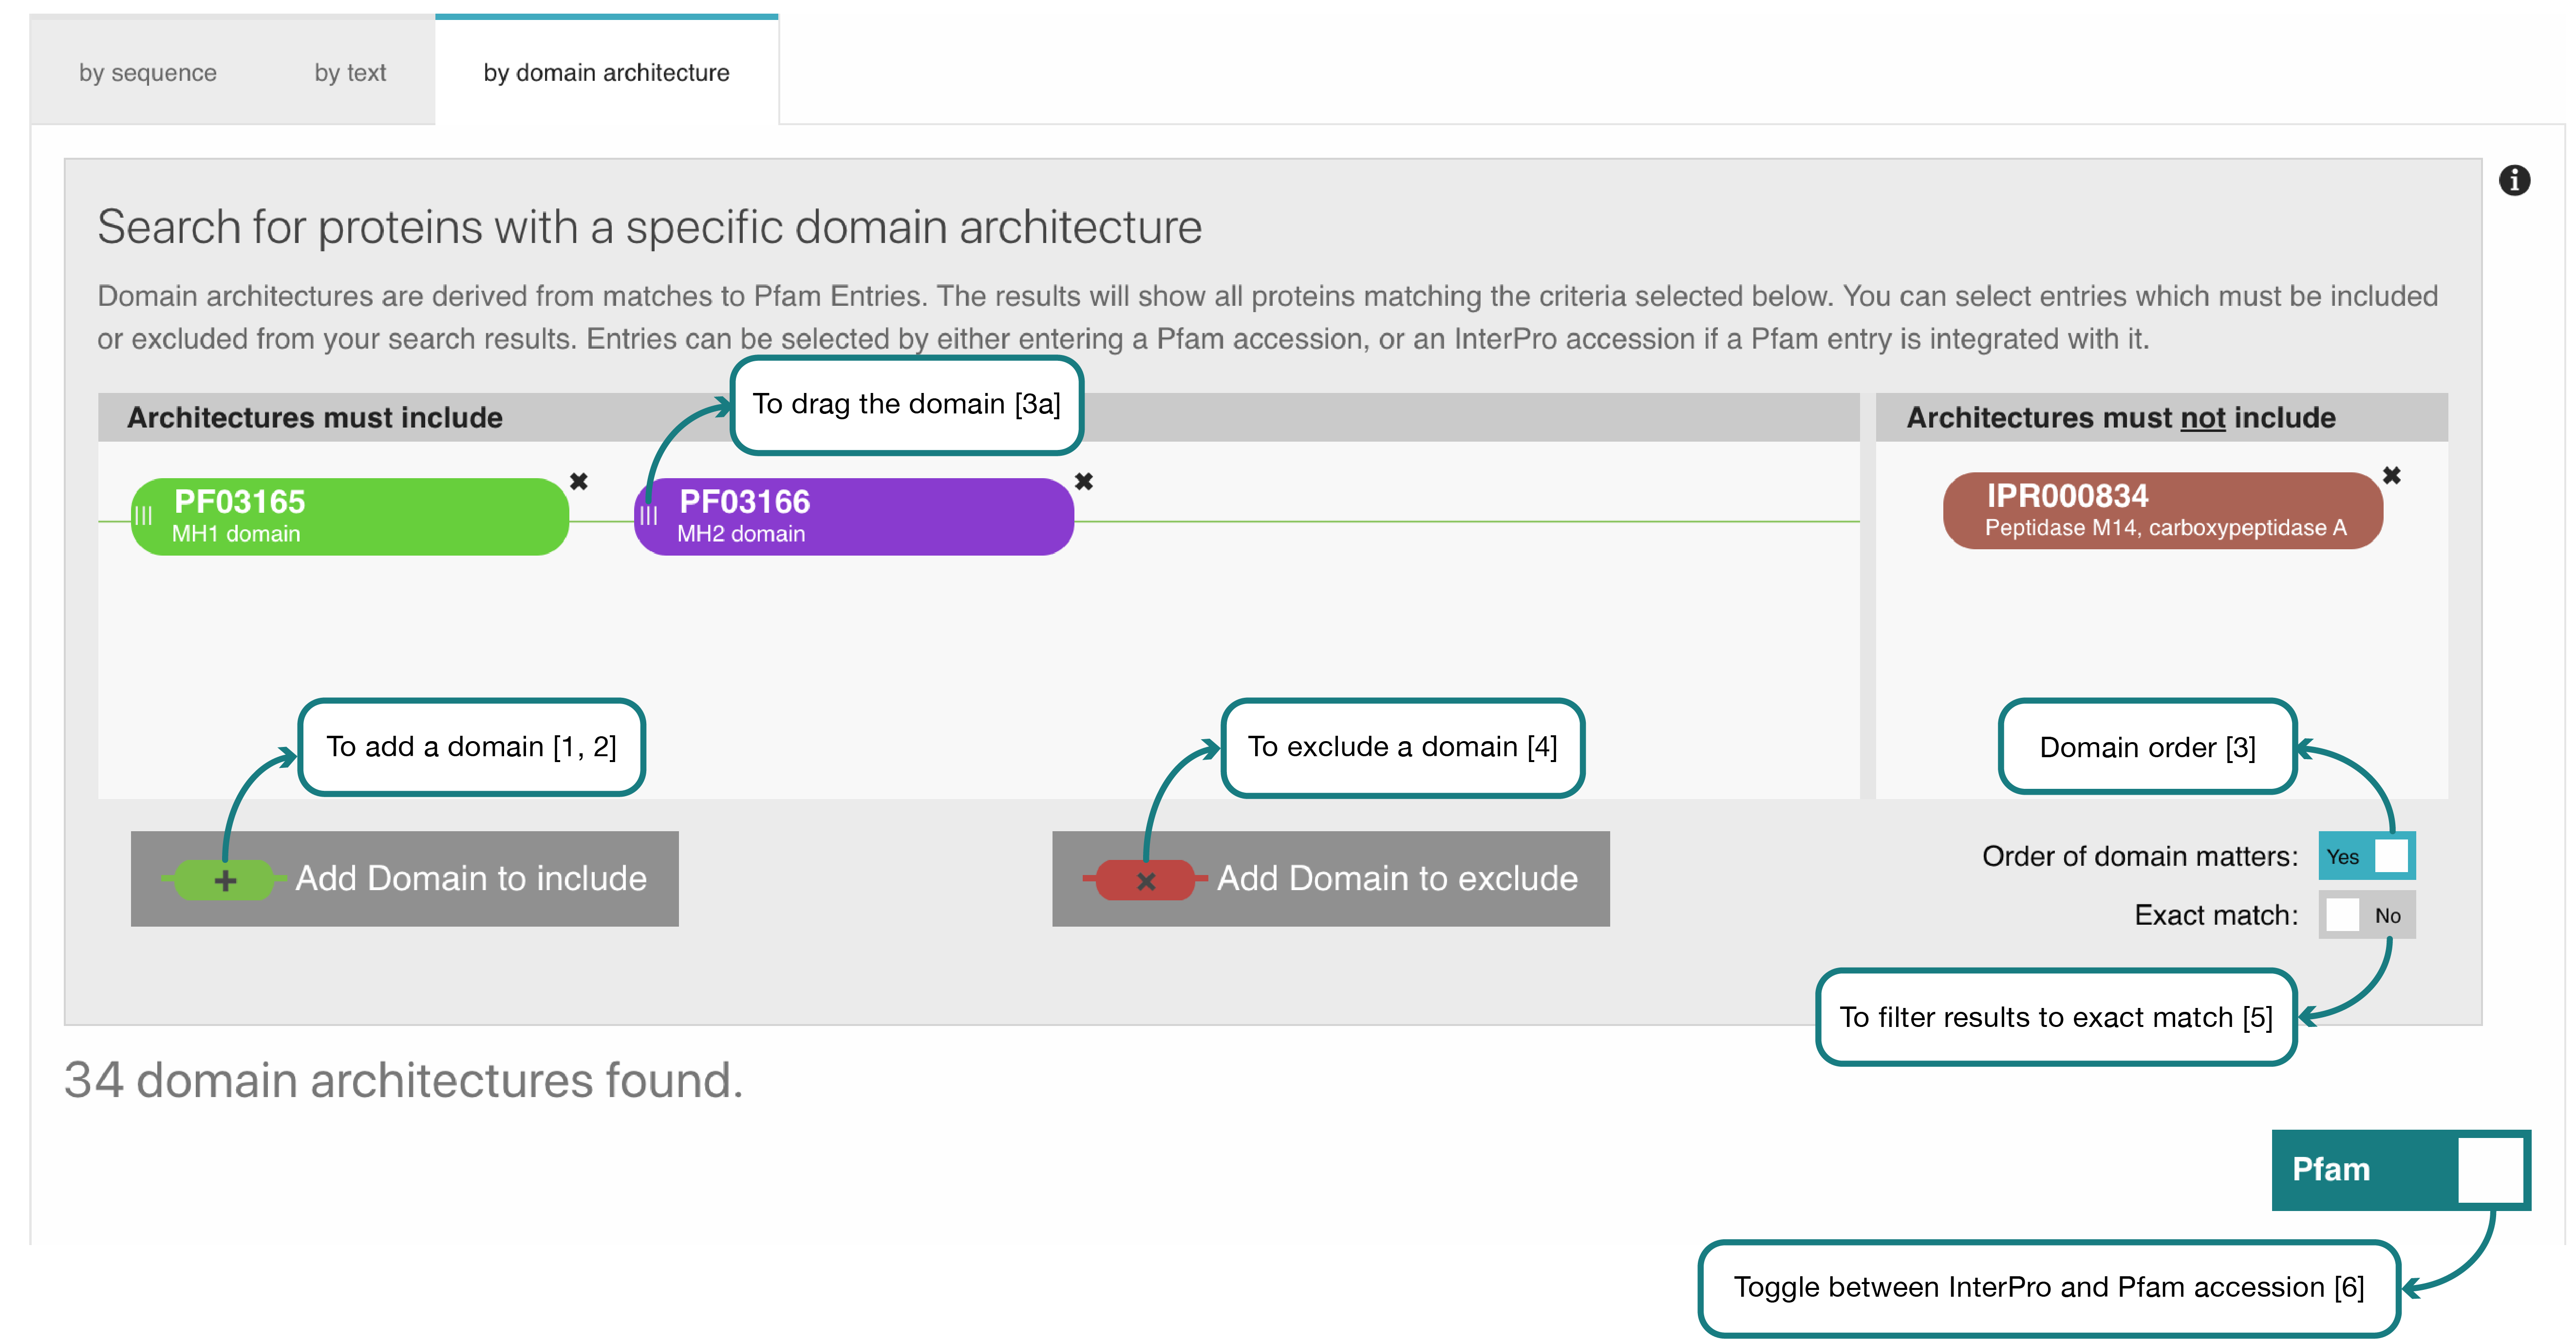 by sequence
by text
by domain architecture
Search for proteins with a specific domain architecture
Domain architectures are derived from matches to Pfam Entries. The results will show all proteins matching the criteria selected below. You can select entries which must be included
or excluded from your search results. Entries can be selected by either entering a Pfam accession, or an InterPro accession if a Pfam entry is integrated with it.
To drag the domain [3a]
Architectures must include
Architectures must not include
PF03165
MH1 domain
PF03166
MH2 domain
IPR000834
Peptidase M14, carboxypeptidase A
To add a domain [1, 2]
To exclude a domain [4]
Domain order [3]
Add Domain to include
Add Domain to exclude
Order of domain matters:
Yes
Exact match:
No
To filter results to exact match [5]
34 domain architectures found.
Pfam
Toggle between InterPro and Pfam accession [6]